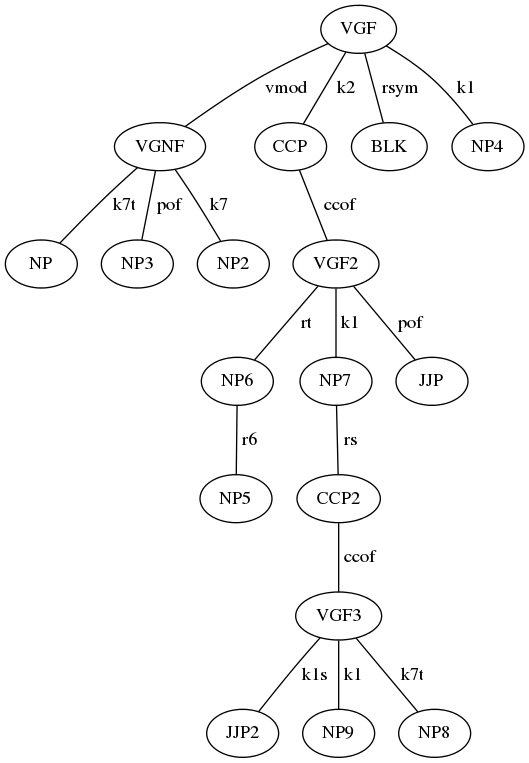 VGF
vmod k2 rsym k1
VGNF CCP BLK NP4
k7t pof k7 ccof
NP NP3 NP2 VGF2
rt k1 pof
NP6 NP7 JJP
r6 rs
NP5 CCP2
ccof
VGF3
k1s k1 k7t
JJP2 NP9 NP8